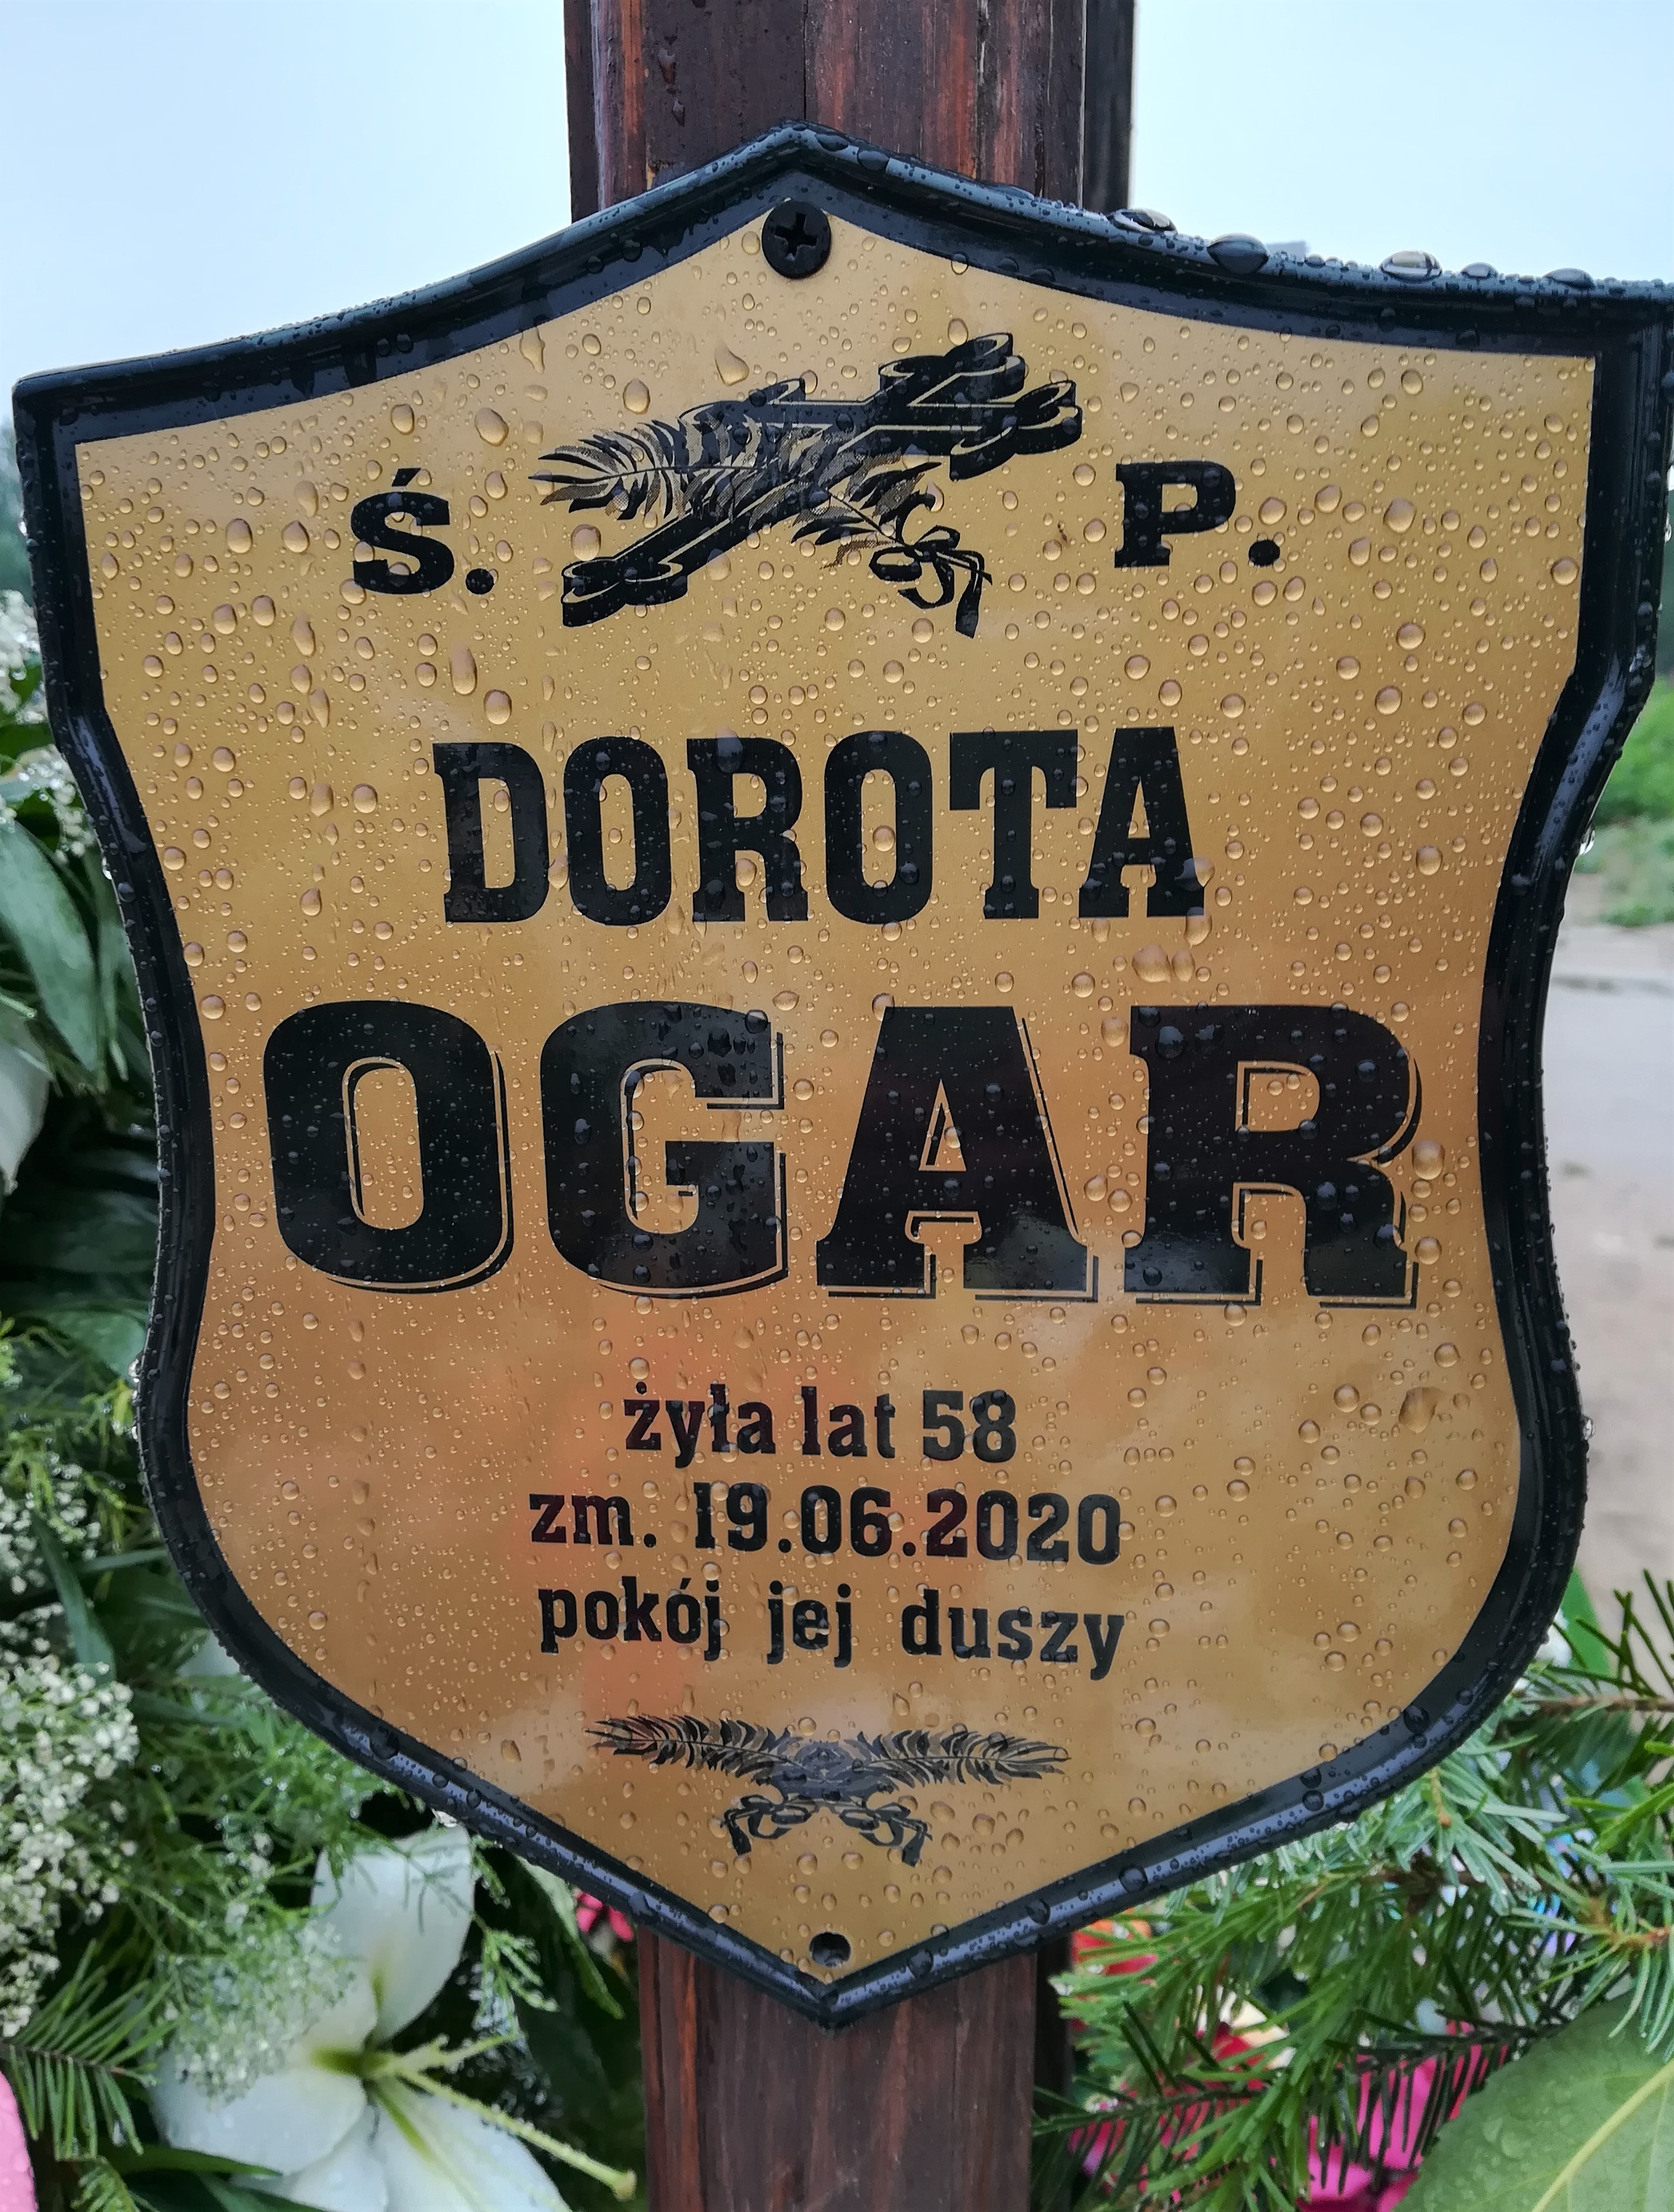 Ś. P.
DOROTA
OGAR
żyła lat 58
zm. 19.06.2020
pokój jej duszy